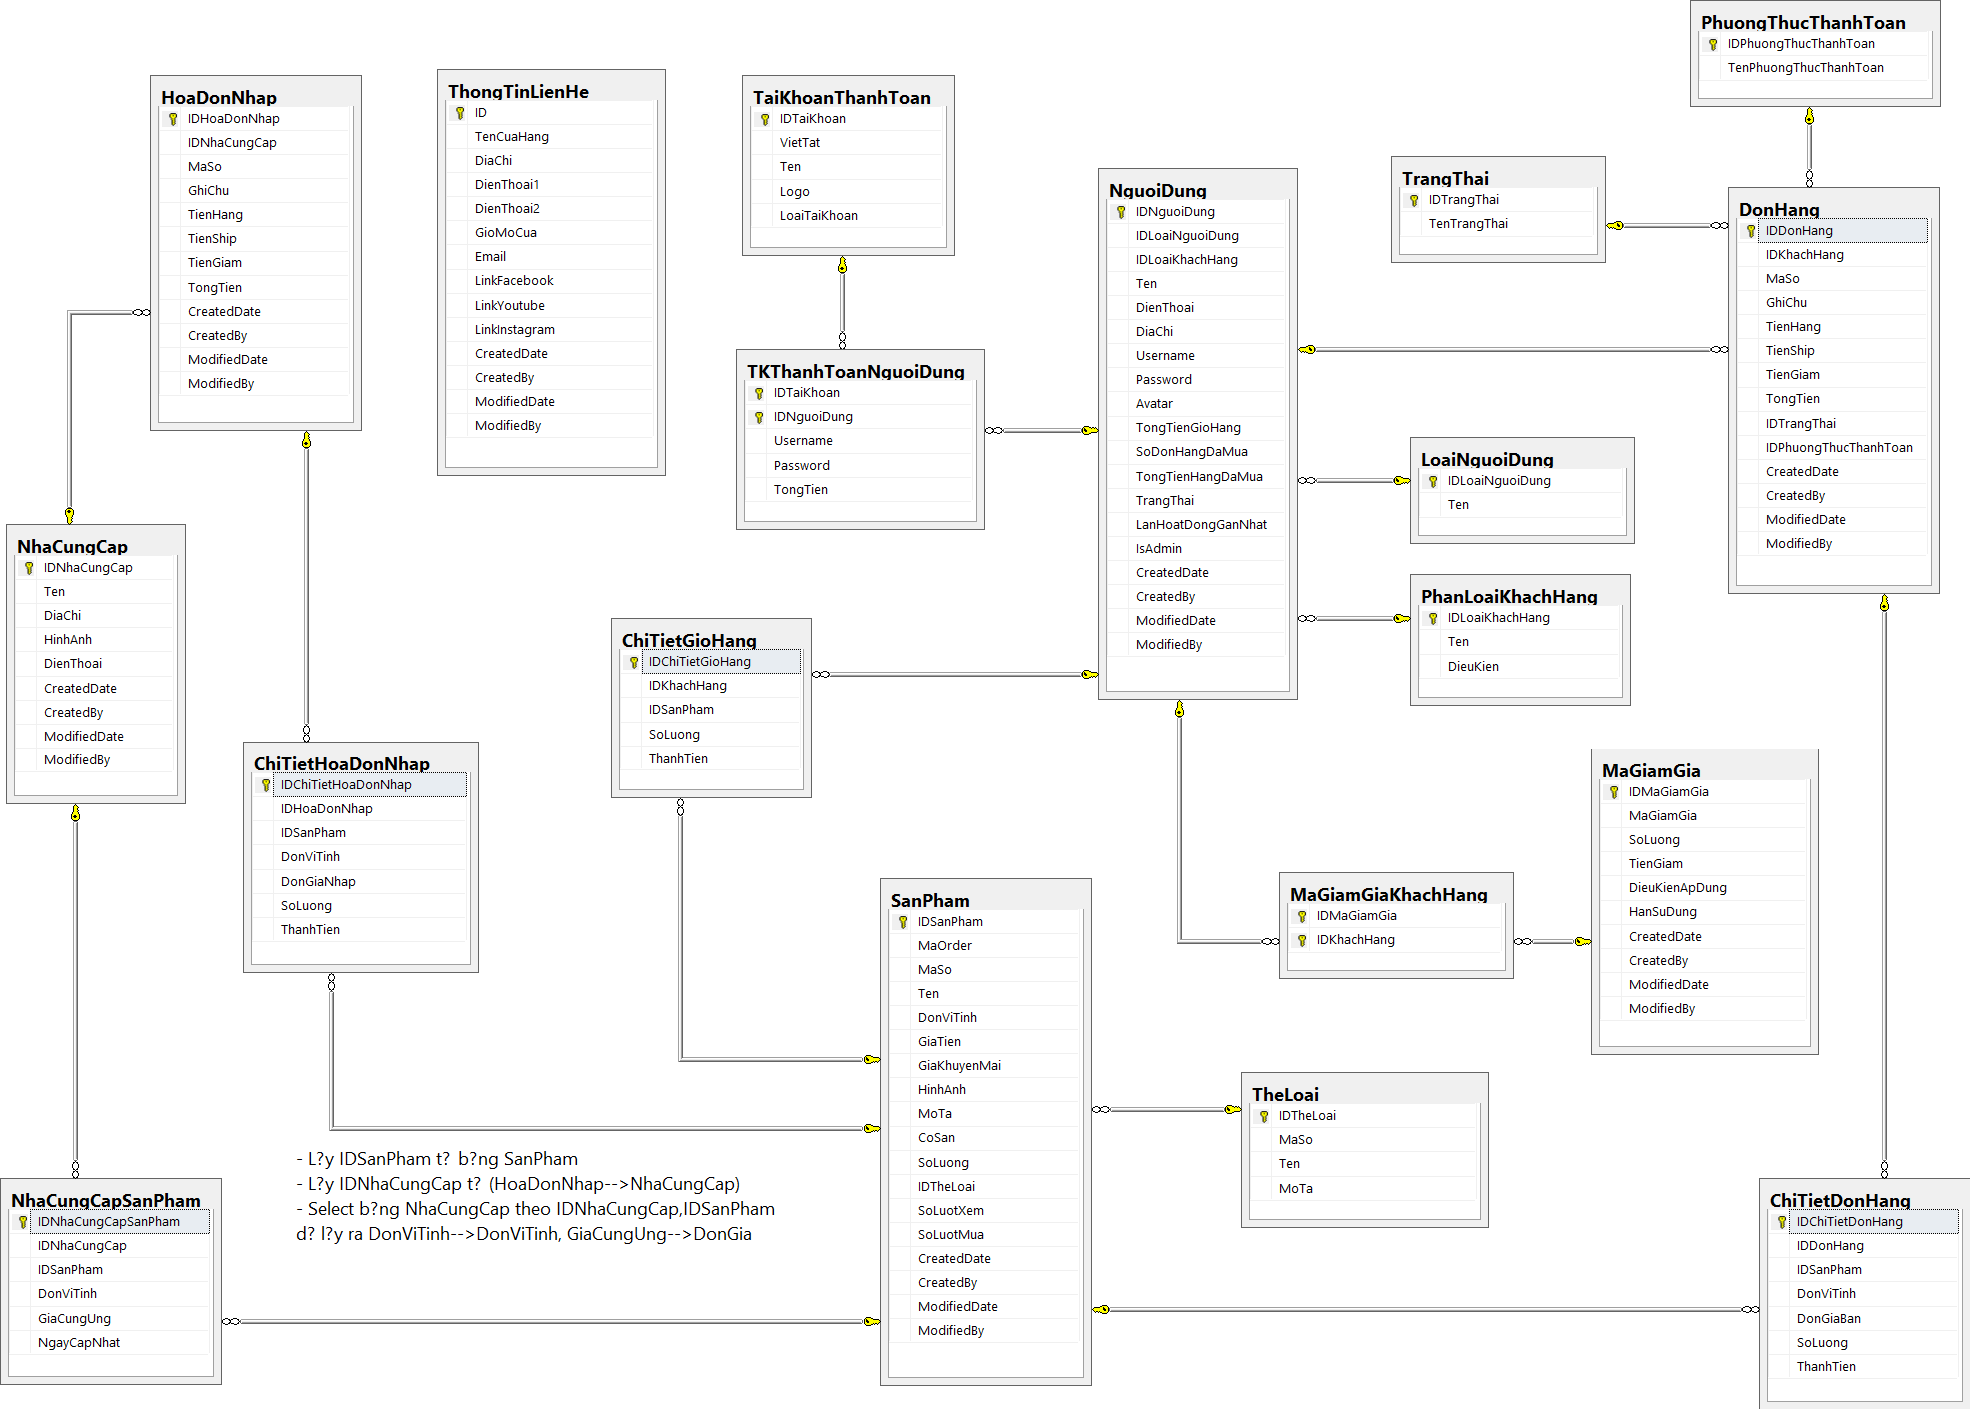 PhuongThucThanhToan
IDPhuongThucThanhToan
TenPhuongThucThanhToan
HoaDonNhap
IDHoaDonNhap
IDNhaCungCap
MaSo
GhiChu
TienHang
TienShip
TienGiam
TongTien
CreatedDate
CreatedBy
ModifiedDate
ModifiedBy
ThongTinLienHe
ID
TenCuaHang
DiaChi
DienThoai1
DienThoai2
GioMoCua
Email
LinkFacebook
LinkYoutube
LinkInstagram
CreatedDate
CreatedBy
ModifiedDate
ModifiedBy
TaiKhoanThanhToan
IDTaiKhoan
VietTat
Ten
Logo
LoaiTaiKhoan
TKThanhToanNguoiDung
IDTaiKhoan
IDNguoiDung
Username
Password
TongTien
NguoiDung
IDNguoiDung
IDLoaiNguoiDung
IDLoaiKhachHang
Ten
DienThoai
DiaChi
Username
Password
Avatar
TongTienGioHang
SoDonHangDaMua
TongTienHangDaMua
TrangThai
LanHoatDongGanNhat
IsAdmin
CreatedDate
CreatedBy
ModifiedDate
ModifiedBy
TrangThai
IDTrangThai
TenTrangThai
DonHang
IDDonHang
IDKhachHang
MaSo
GhiChu
TienHang
TienShip
TienGiam
TongTien
IDTrangThai
IDPhuongThucThanhToan
CreatedDate
CreatedBy
ModifiedDate
ModifiedBy
LoaiNguoiDung
IDLoaiNguoiDung
Ten
PhanLoaiKhachHang
IDLoaiKhachHang
Ten
DieuKien
NhaCungCap
IDNhaCungCap
Ten
DiaChi
HinhAnh
DienThoai
CreatedDate
CreatedBy
ModifiedDate
ModifiedBy
ChiTietGioHang
IDChiTietGioHang
IDKhachHang
IDSanPham
SoLuong
ThanhTien
ChiTietHoaDonNhap
IDChiTietHoaDonNhap
IDHoaDonNhap
IDSanPham
DonViTinh
DonGiaNhap
SoLuong
ThanhTien
MaGiamGia
IDMaGiamGia
MaGiamGia
SoLuong
TienGiam
DieuKienApDung
HanSuDung
CreatedDate
CreatedBy
ModifiedDate
ModifiedBy
MaGiamGiaKhachHang
IDMaGiamGia
IDKhachHang
SanPham
IDSanPham
MaOrder
MaSo
Ten
DonViTinh
GiaTien
GiaKhuyenMai
HinhAnh
MoTa
CoSan
SoLuong
IDTheLoai
SoLuotXem
SoLuotMua
CreatedDate
CreatedBy
ModifiedDate
ModifiedBy
TheLoai
IDTheLoai
MaSo
Ten
MoTa
- L?y IDSanPham t? b?ng SanPham
- L?y IDNhaCungCap t? (HoaDonNhap-->NhaCungCap)
- Select b?ng NhaCungCap theo IDNhaCungCap,IDSanPham
d? l?y ra DonViTinh-->DonViTinh, GiaCungUng-->DonGia
NhaCungCapSanPham
IDNhaCungCapSanPham
IDNhaCungCap
IDSanPham
DonViTinh
GiaCungUng
NgayCapNhat
ChiTietDonHang
IDChiTietDonHang
IDDonHang
IDSanPham
DonViTinh
DonGiaBan
SoLuong
ThanhTien